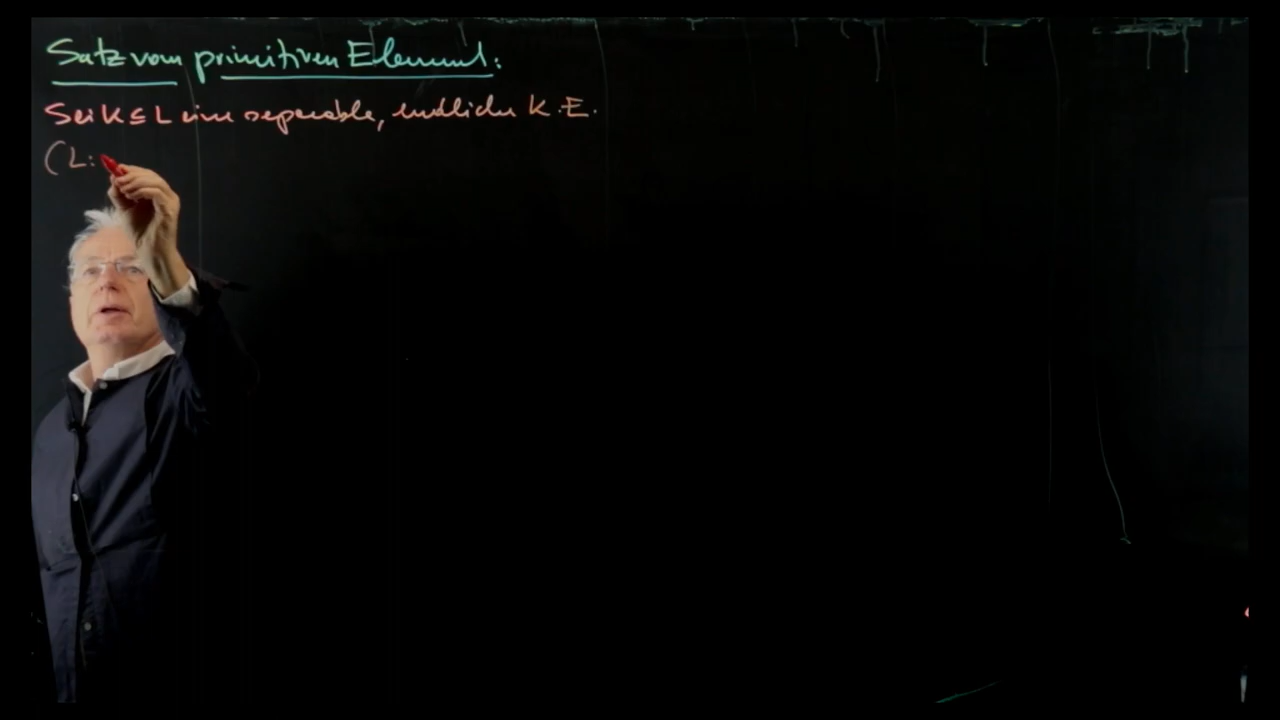 Satz vom primitiven Element:
Sei K ⊆ L eine separable, endliche K.E.
(L: